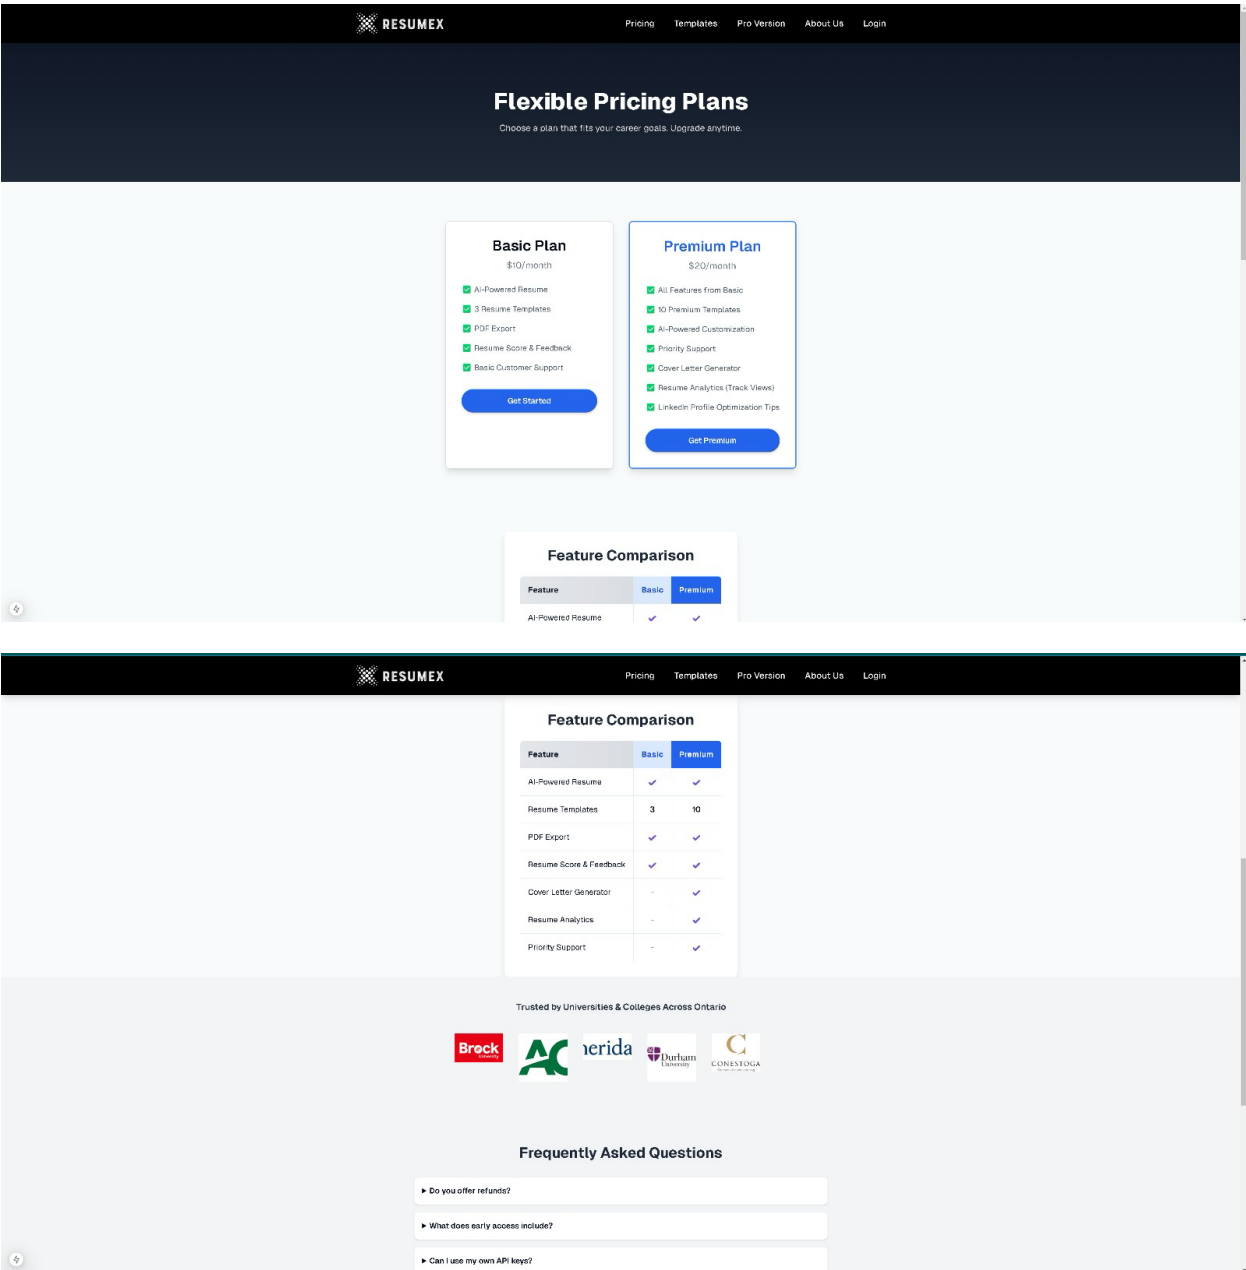 RESUMEX
Pricing Templates Pro Version About Us Login
Flexible Pricing Plans
Choose a plan that fits your career goals. Upgrade anytime.
Basic Plan
$10/month
AI-Powered Resume
3 Resume Templates
PDF Export
Resume Score & Feedback
Basic Customer Support
Get Started
Premium Plan
$20/month
All Features from Basic
10 Premium Templates
AI-Powered Customization
Priority Support
Cover Letter Generator
Resume Analytics (Track Views)
LinkedIn Profile Optimization Tips
Get Premium
Feature Comparison
Feature Basic Premium
AI-Powered Resume
RESUMEX
Pricing Templates Pro Version About Us Login
Feature Comparison
Feature Basic Premium
AI-Powered Resume
Resume Templates 3 10
PDF Export
Resume Score & Feedback
Cover Letter Generator -
Resume Analytics -
Priority Support -
Trusted by Universities & Colleges Across Ontario
Brock
University
AC
herida
Durham
University
C
CONESTOGA
Frequently Asked Questions
Do you offer refunds?
What does early access include?
Can I use my own API keys?